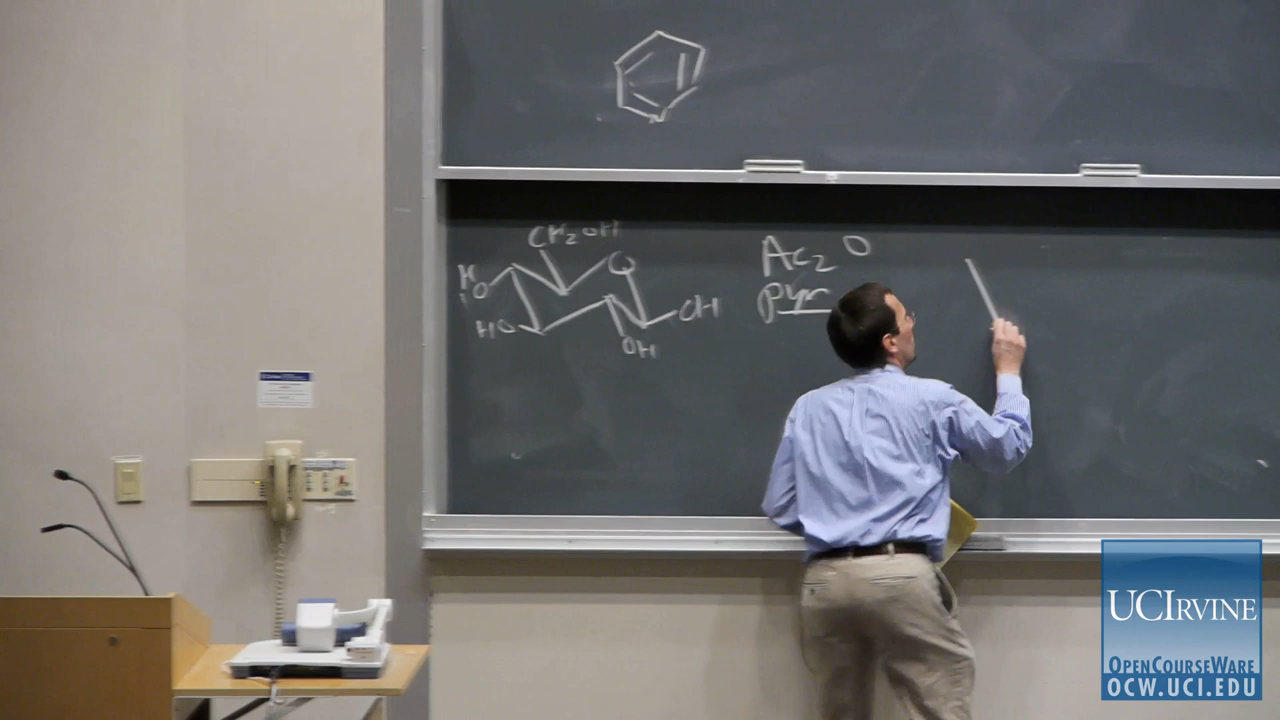 CH2OH
O
HO
HO
OH
OH
Ac2O
pyr
UCIRVINE
OPENCOURSEWARE
OCW.UCI.EDU